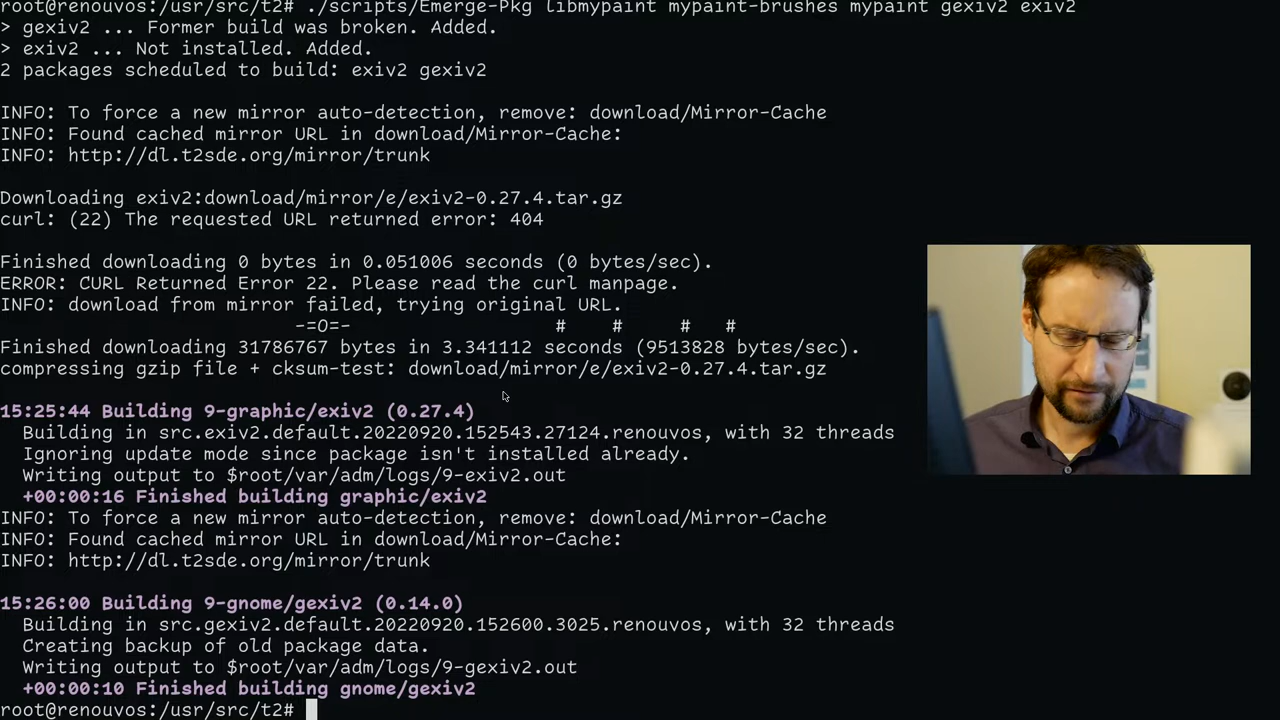 root@renouvos:/usr/src/t2# ./scripts/Emerge-Pkg libmypaint mypaint-brushes mypaint gexiv2 exiv2
> gexiv2 ... Former build was broken. Added.
> exiv2 ... Not installed. Added.
2 packages scheduled to build: exiv2 gexiv2
INFO: To force a new mirror auto-detection, remove: download/Mirror-Cache
INFO: Found cached mirror URL in download/Mirror-Cache:
INFO: http://dl.t2sde.org/mirror/trunk
Downloading exiv2:download/mirror/e/exiv2-0.27.4.tar.gz
curl: (22) The requested URL returned error: 404
Finished downloading 0 bytes in 0.051006 seconds (0 bytes/sec).
ERROR: CURL Returned Error 22. Please read the curl manpage.
INFO: download from mirror failed, trying original URL.
-=O=- # # # #
Finished downloading 31786767 bytes in 3.341112 seconds (9513828 bytes/sec).
compressing gzip file + cksum-test: download/mirror/e/exiv2-0.27.4.tar.gz
15:25:44 Building 9-graphic/exiv2 (0.27.4)
Building in src.exiv2.default.20220920.152543.27124.renouvos, with 32 threads
Ignoring update mode since package isn't installed already.
Writing output to $root/var/adm/logs/9-exiv2.out
+00:00:16 Finished building graphic/exiv2
INFO: To force a new mirror auto-detection, remove: download/Mirror-Cache
INFO: Found cached mirror URL in download/Mirror-Cache:
INFO: http://dl.t2sde.org/mirror/trunk
15:26:00 Building 9-gnome/gexiv2 (0.14.0)
Building in src.gexiv2.default.20220920.152600.3025.renouvos, with 32 threads
Creating backup of old package data.
Writing output to $root/var/adm/logs/9-gexiv2.out
+00:00:10 Finished building gnome/gexiv2
root@renouvos:/usr/src/t2#